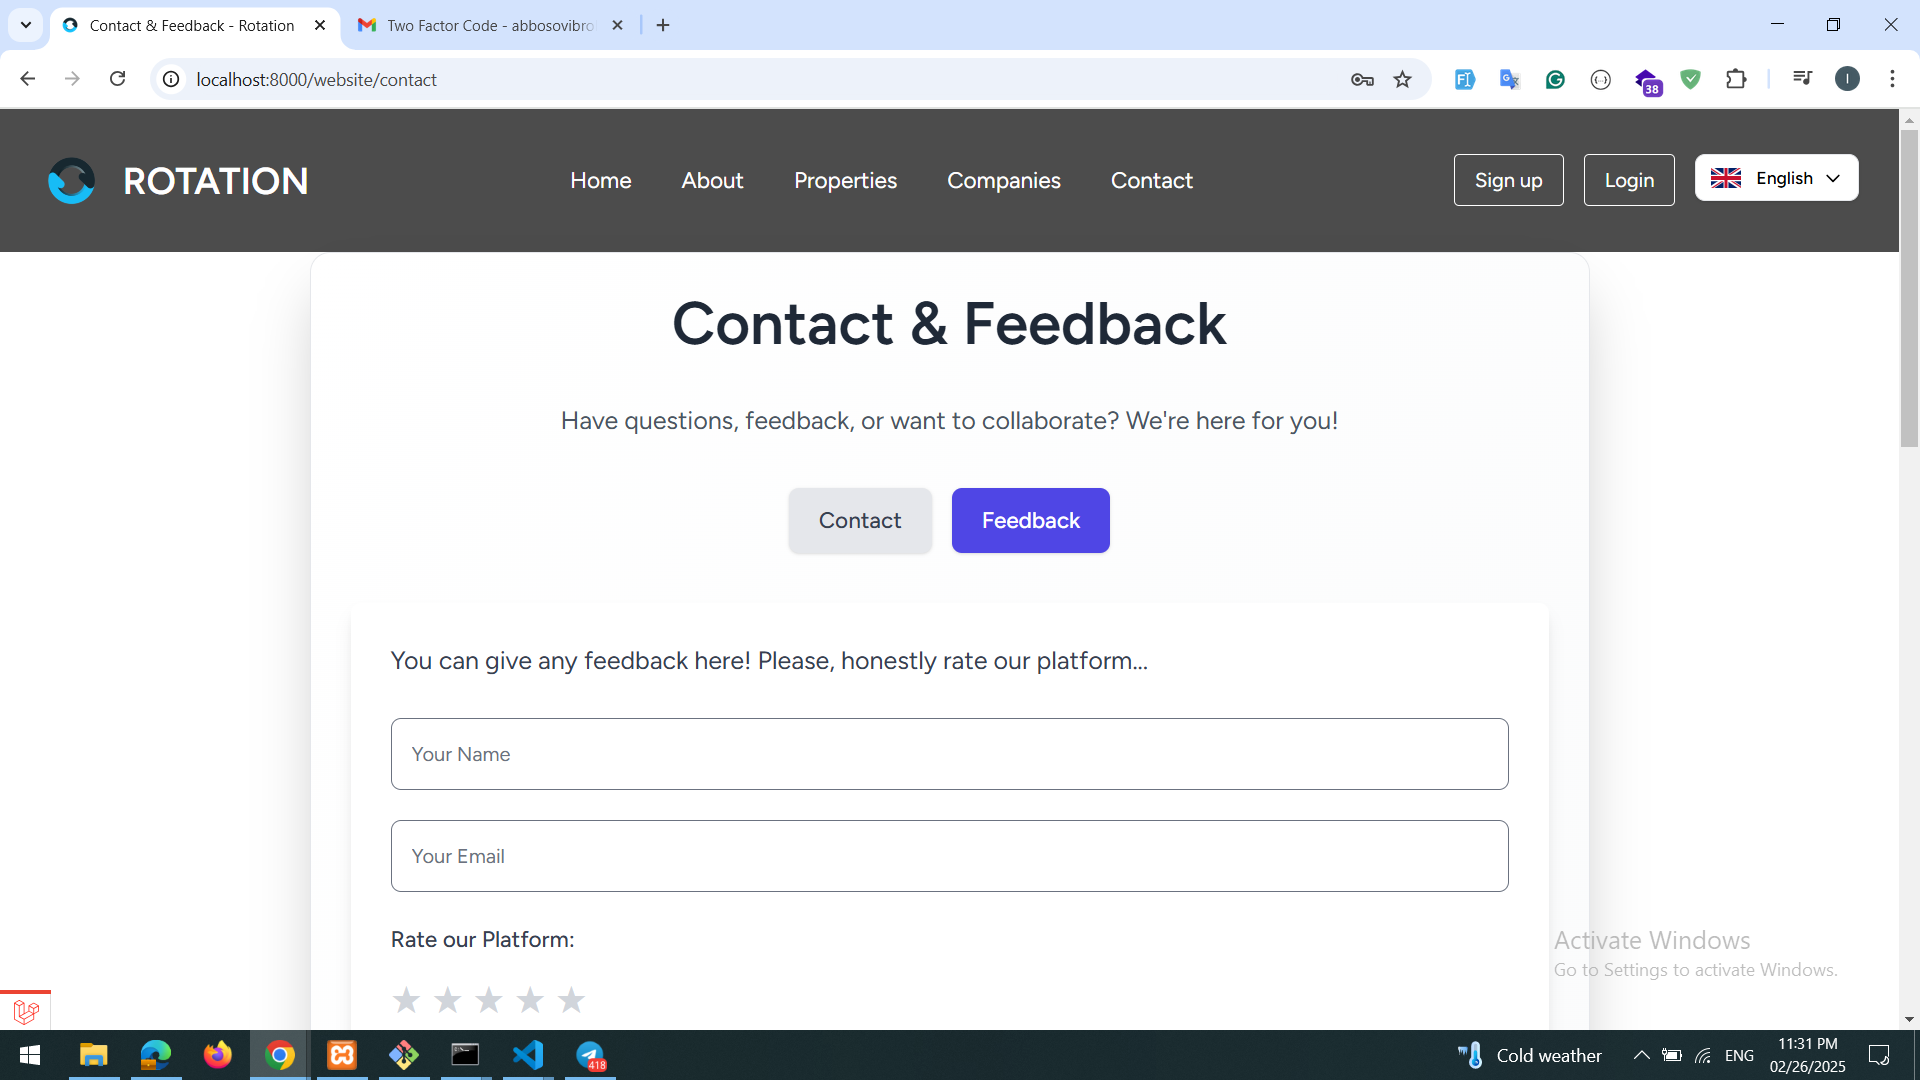 Contact & Feedback - Rotation
Two Factor Code - abbosovibro
localhost:8000/website/contact
38
I
ROTATION
Home
About
Properties
Companies
Contact
Sign up
Login
English
Contact & Feedback
Have questions, feedback, or want to collaborate? We're here for you!
Contact
Feedback
You can give any feedback here! Please, honestly rate our platform...
Your Name
Your Email
Rate our Platform:
Activate Windows
Go to Settings to activate Windows.
418
Cold weather
ENG
11:31 PM
02/26/2025